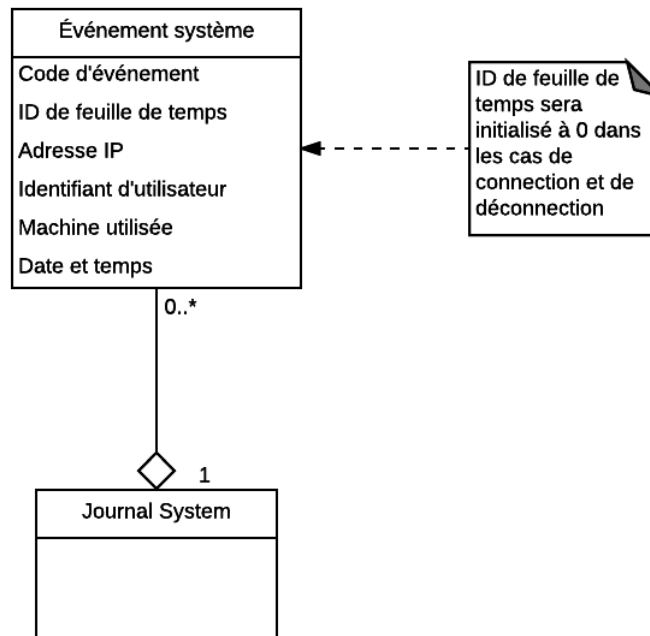 Événement système
Code d'événement
ID de feuille de temps
Adresse IP
Identifiant d'utilisateur
Machine utilisée
Date et temps
ID de feuille de
temps sera
initialisé à 0 dans
les cas de
connection et de
déconnection
0..*
1
Journal System